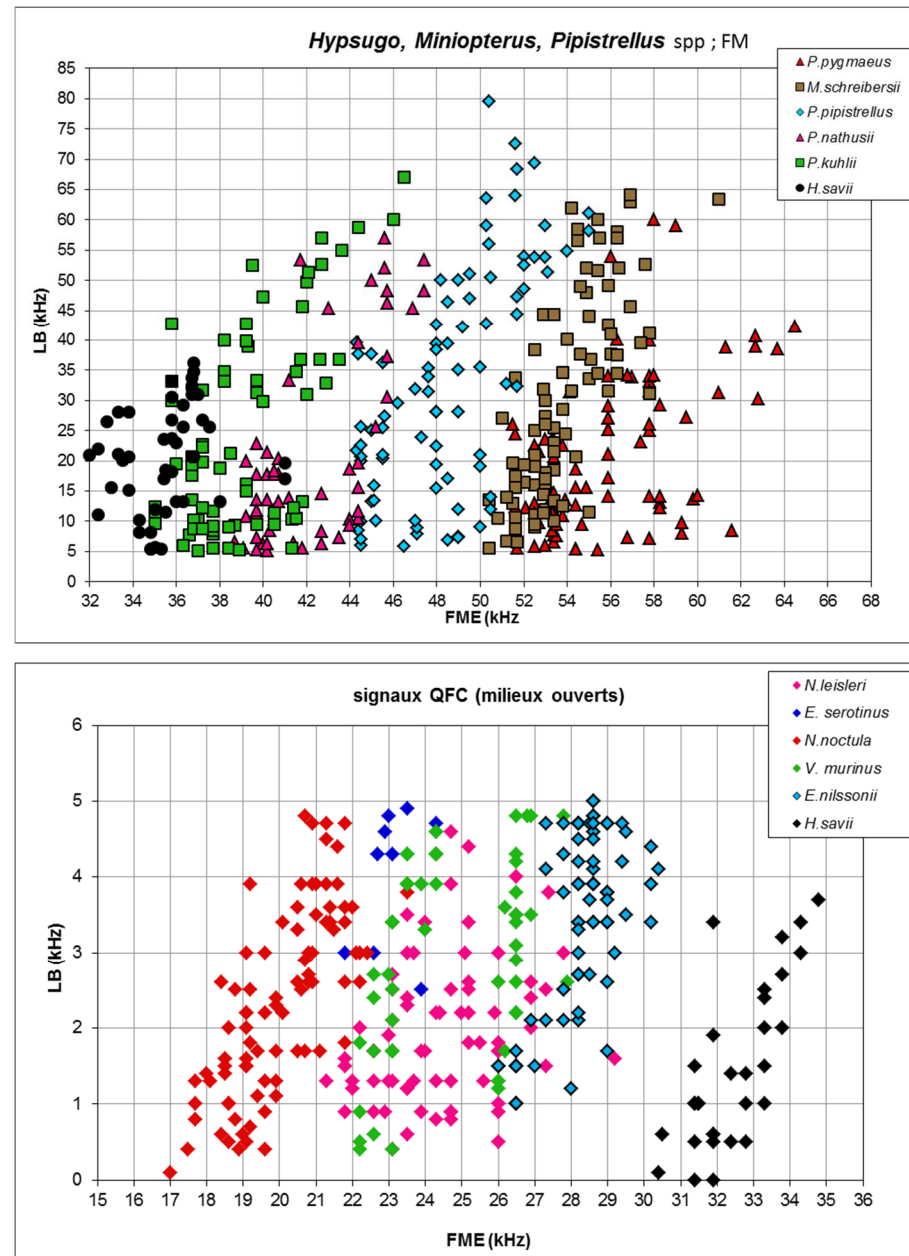 Hypsugo, Miniopterus, Pipistrellus spp ; FM
P.pygmaeus
M.schreibersii
P.pipistrellus
P.nathusii
P.kuhlii
H.savii
85
80
75
70
65
60
55
50
45
40
35
30
25
20
15
10
5
0
LB (kHz)
32 34 36 38 40 42 44 46 48 50 52 54 56 58 60 62 64 66 68
FME (kHz
signaux QFC (milieux ouverts)
N.leisleri
E. serotinus
N.noctula
V. murinus
E.nilssonii
H.savii
6
5
4
3
2
1
0
LB (kHz)
15 16 17 18 19 20 21 22 23 24 25 26 27 28 29 30 31 32 33 34 35 36
FME (kHz)